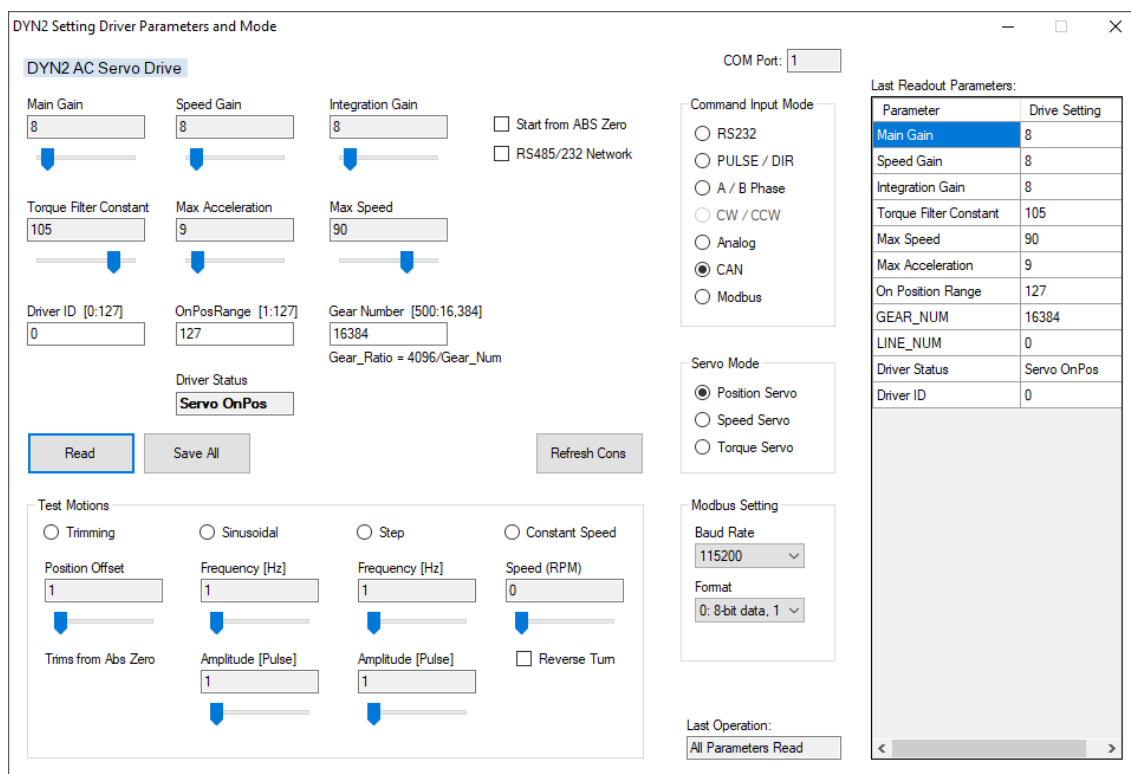 DYN2 Setting Driver Parameters and Mode
DYN2 AC Servo Drive
COM Port: 1
Main Gain
8
Speed Gain
8
Integration Gain
8
Start from ABS Zero
RS485/232 Network
Torque Filter Constant
105
Max Acceleration
9
Max Speed
90
Driver ID [0:127]
0
OnPosRange [1:127]
127
Gear Number [500:16,384]
16384
Gear_Ratio = 4096/Gear_Num
Driver Status
Servo OnPos
Read
Save All
Refresh Cons
Test Motions
Trimming
Position Offset
1
Trims from Abs Zero
Sinusoidal
Frequency [Hz]
1
Amplitude [Pulse]
1
Step
Frequency [Hz]
1
Amplitude [Pulse]
1
Constant Speed
Speed (RPM)
0
Reverse Turn
Command Input Mode
RS232
PULSE / DIR
A / B Phase
CW / CCW
Analog
CAN
Modbus
Servo Mode
Position Servo
Speed Servo
Torque Servo
Modbus Setting
Baud Rate
115200
Format
0: 8-bit data, 1
Last Operation:
All Parameters Read
Last Readout Parameters:
Parameter Drive Setting
Main Gain 8
Speed Gain 8
Integration Gain 8
Torque Filter Constant 105
Max Speed 90
Max Acceleration 9
On Position Range 127
GEAR_NUM 16384
LINE_NUM 0
Driver Status Servo OnPos
Driver ID 0